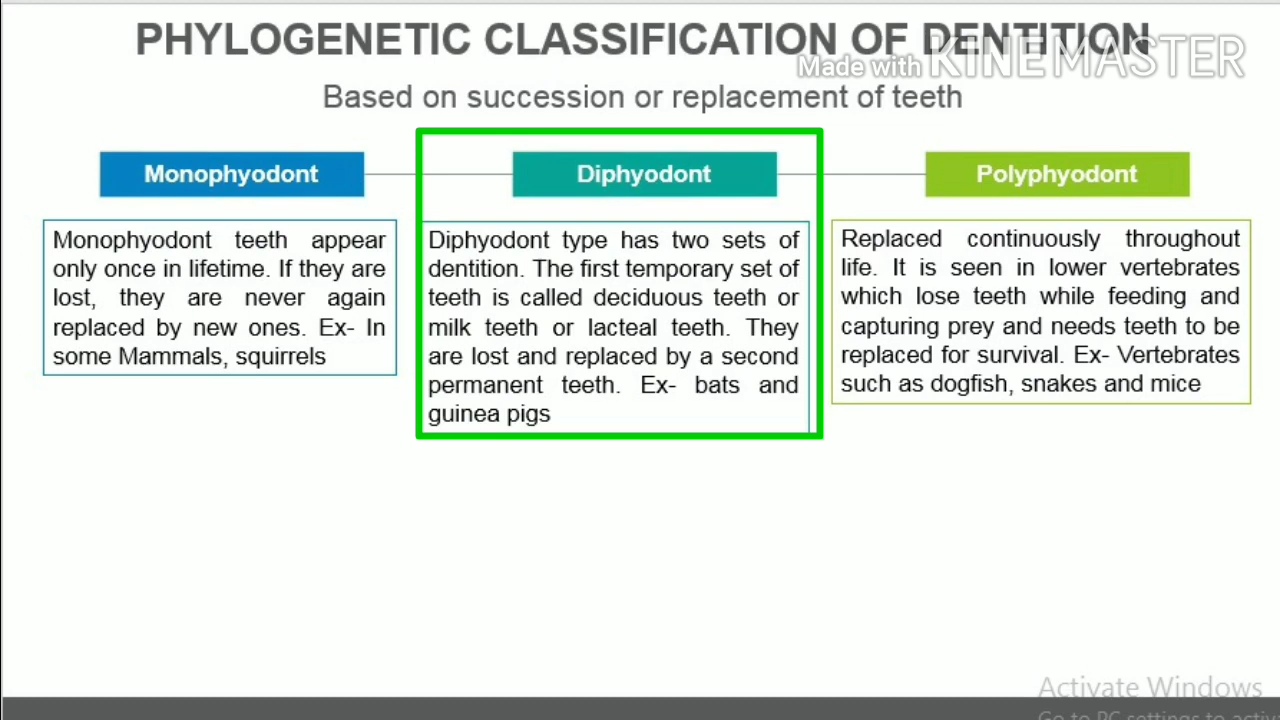 PHYLOGENETIC CLASSIFICATION OF DENTITION
Made with KINEMASTER
Based on succession or replacement of teeth
Monophyodont
Monophyodont teeth appear
only once in lifetime. If they are
lost, they are never again
replaced by new ones. Ex- In
some Mammals, squirrels
Diphyodont
Diphyodont type has two sets of
dentition. The first temporary set of
teeth is called deciduous teeth or
milk teeth or lacteal teeth. They
are lost and replaced by a second
permanent teeth. Ex- bats and
guinea pigs
Polyphyodont
Replaced continuously throughout
life. It is seen in lower vertebrates
which lose teeth while feeding and
capturing prey and needs teeth to be
replaced for survival. Ex- Vertebrates
such as dogfish, snakes and mice
Activate Windows
Go to PC settings to